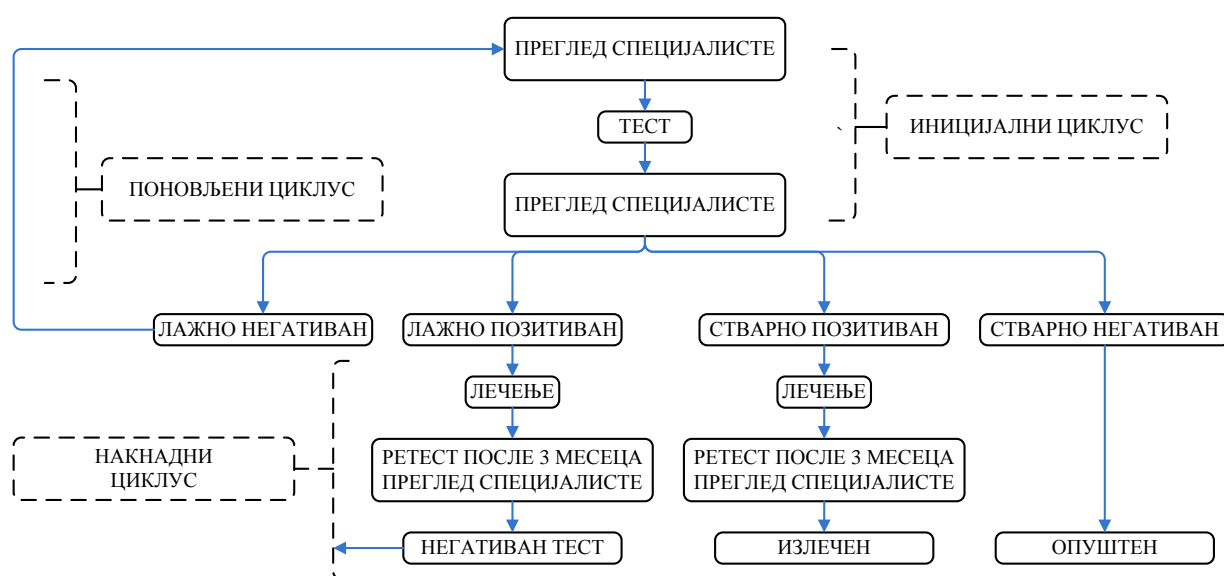 ПРЕГЛЕД СПЕЦИЈАЛИСТЕ
ТЕСТ
ИНИЦИЈАЛНИ ЦИКЛУС
ПОНОВЉЕНИ ЦИКЛУС
ПРЕГЛЕД СПЕЦИЈАЛИСТЕ
ЛАЖНО НЕГАТИВАН
ЛАЖНО ПОЗИТИВАН
СТВАРНО ПОЗИТИВАН
СТВАРНО НЕГАТИВАН
ЛЕЧЕЊЕ
ЛЕЧЕЊЕ
НАКНАДНИ
ЦИКЛУС
РЕТЕСТ ПОСЛЕ 3 МЕСЕЦА
ПРЕГЛЕД СПЕЦИЈАЛИСТЕ
РЕТЕСТ ПОСЛЕ 3 МЕСЕЦА
ПРЕГЛЕД СПЕЦИЈАЛИСТЕ
НЕГАТИВАН ТЕСТ
ИЗЛЕЧЕН
ОПУШТЕН